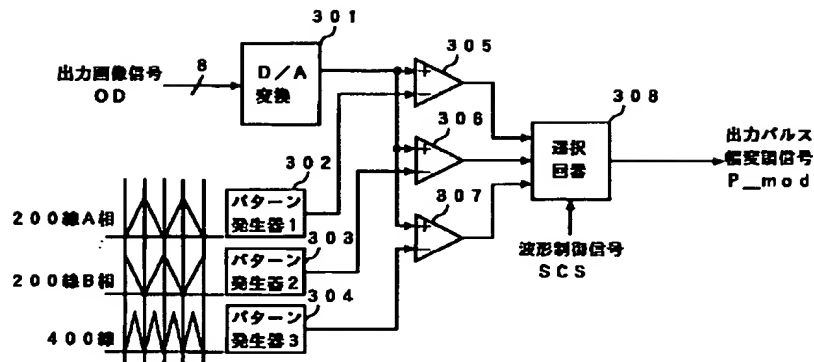 301
305
出力画像信号
OD
8
D/A
変換
306
308
選択
回路
出力パルス
幅変調信号
P_mod
302
307
200線A相
パターン
発生器1
303
200線B相
パターン
発生器2
304
波形制御信号
SCS
400線
パターン
発生器3